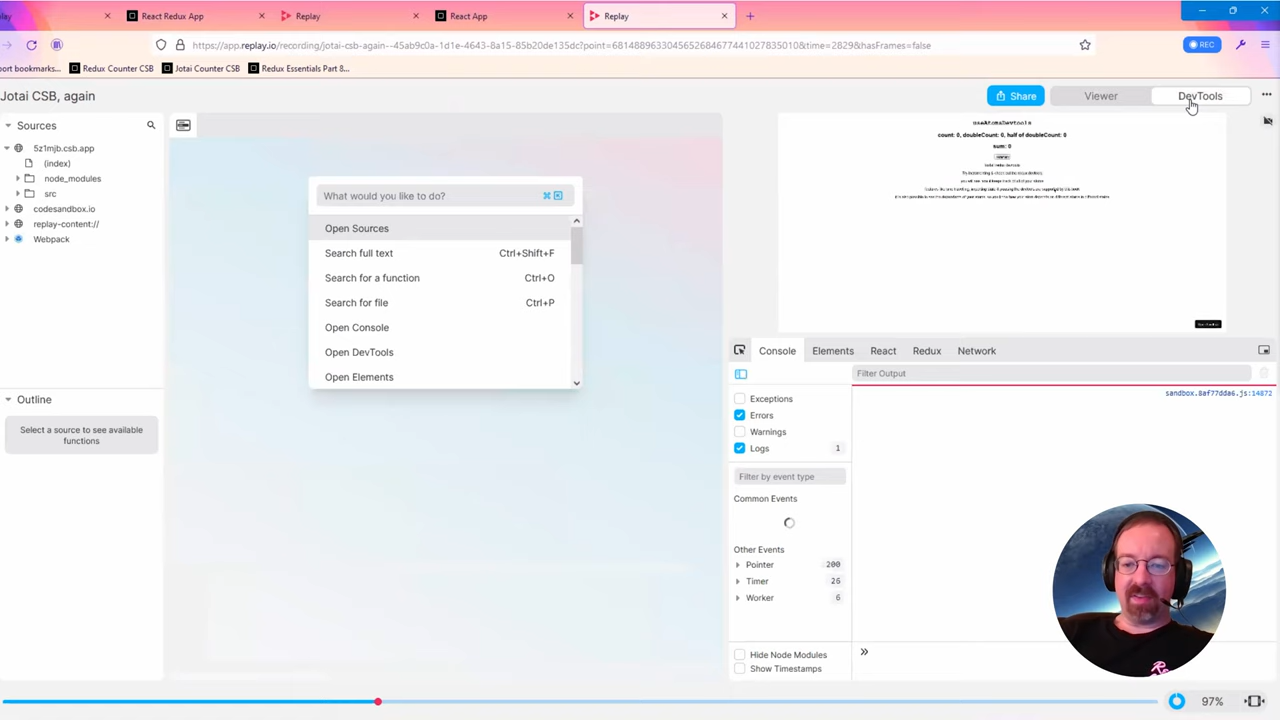 play
React Redux App
Replay
React App
Replay
https://app.replay.io/recording/jotai-csb-again--45ab9c0a-1d1e-4643-8a15-85b20de135dc?point=68148896330456526846774410278350108&time=2829&hasFrames=false
REC
port bookmarks...
Redux Counter CSB
Jotai Counter CSB
Redux Essentials Part 8...
Jotai CSB, again
Share
Viewer
DevTools
Sources
5z1mjb.csb.app
(index)
node_modules
src
codesandbox.io
replay-content://
Webpack
Outline
Select a source to see available
functions
What would you like to do?
Open Sources
Search full text Ctrl+Shift+F
Search for a function Ctrl+O
Search for file Ctrl+P
Open Console
Open DevTools
Open Elements
useAtomsDevtools
count: 0, doubleCount: 0, half of doubleCount: 0
sum: 0
Console
Elements
React
Redux
Network
Filter Output
sandbox.8af77dda6.js:14872
Exceptions
Errors
Warnings
Logs 1
Filter by event type
Common Events
Other Events
Pointer 200
Timer 26
Worker 6
Hide Node Modules
Show Timestamps
97%